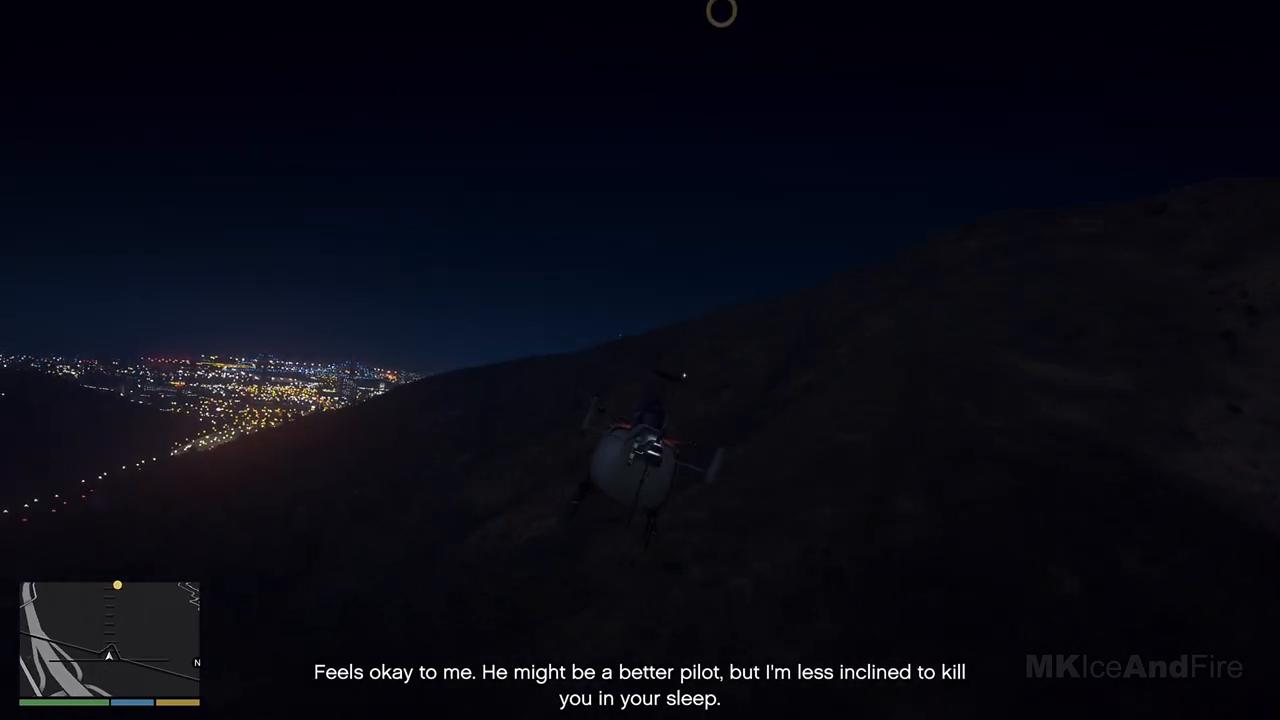 N
Feels okay to me. He might be a better pilot, but I'm less inclined to kill
you in your sleep.
MKIceAndFire